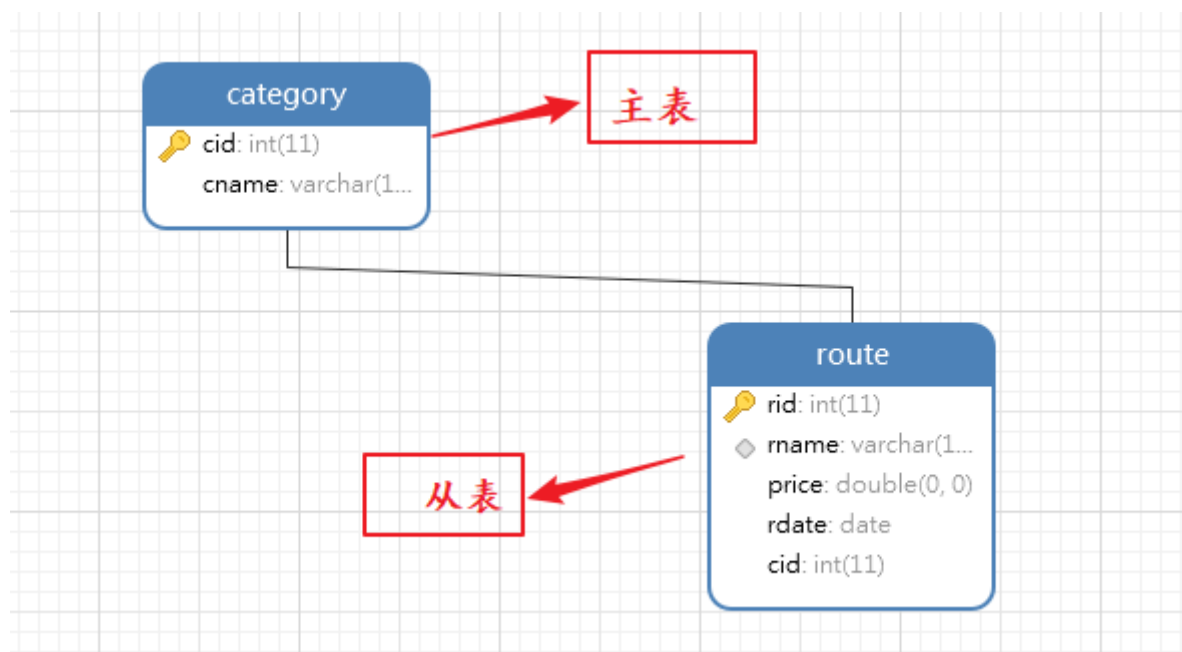 category
主表
cid: int(11)
cname: varchar(1...
route
rid: int(11)
rname: varchar(1...
price: double(0, 0)
从表
rdate: date
cid: int(11)